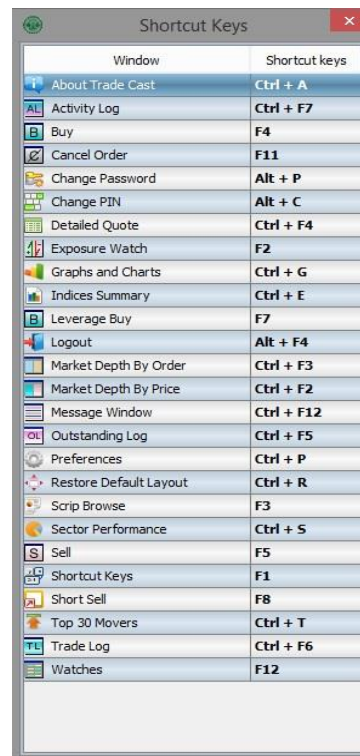 Shortcut Keys
Window Shortcut keys
i About Trade Cast Ctrl + A
AL Activity Log Ctrl + F7
B Buy F4
Cancel Order F11
Change Password Alt + P
Change PIN Alt + C
Detailed Quote Ctrl + F4
Exposure Watch F2
Graphs and Charts Ctrl + G
Indices Summary Ctrl + E
B Leverage Buy F7
Logout Alt + F4
Market Depth By Order Ctrl + F3
Market Depth By Price Ctrl + F2
Message Window Ctrl + F12
OL Outstanding Log Ctrl + F5
Preferences Ctrl + P
Restore Default Layout Ctrl + R
Scrip Browse F3
Sector Performance Ctrl + S
S Sell F5
Shortcut Keys F1
Short Sell F8
Top 30 Movers Ctrl + T
TL Trade Log Ctrl + F6
Watches F12